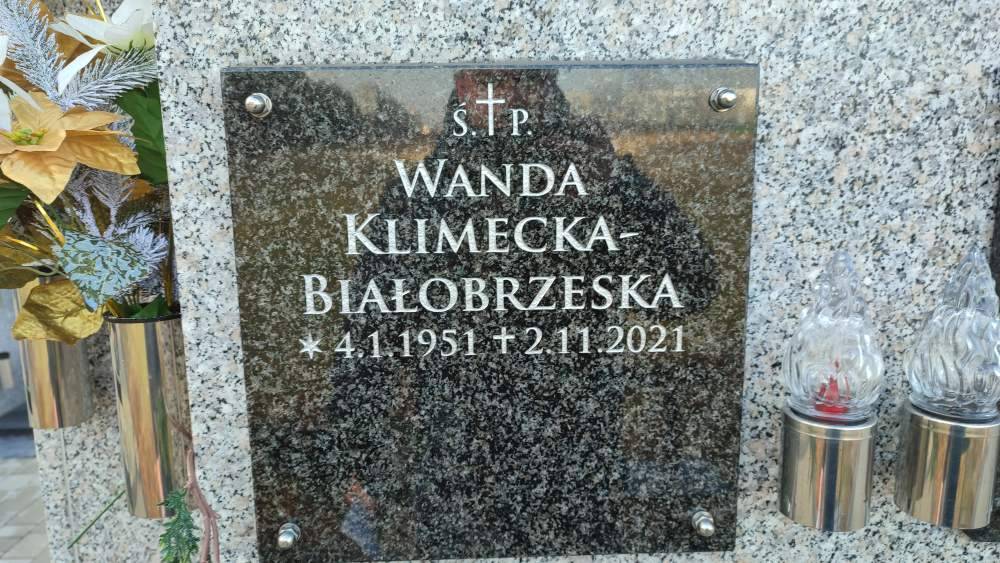 Ś.✝P.
WANDA
KLIMECKA-
BIAŁOBRZESKA
✶ 4.1.1951 ✝ 2.11.2021